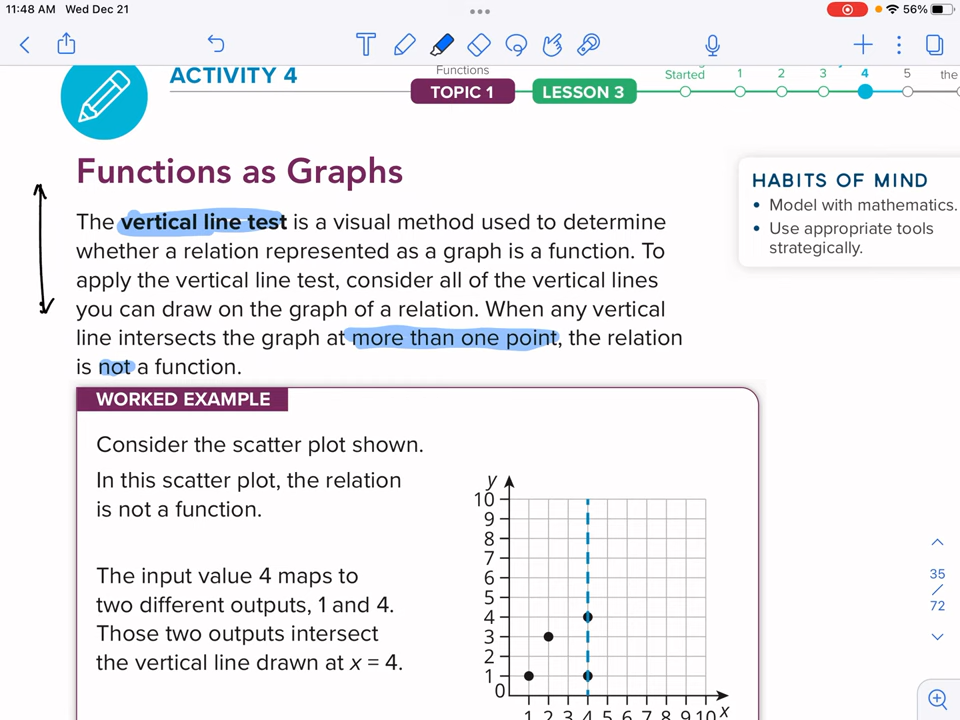 11:48 AM Wed Dec 21
56%
T
ACTIVITY 4
Functions
TOPIC 1
LESSON 3
Started 1 2 3 4 5 the
Functions as Graphs
The vertical line test is a visual method used to determine
whether a relation represented as a graph is a function. To
apply the vertical line test, consider all of the vertical lines
you can draw on the graph of a relation. When any vertical
line intersects the graph at more than one point, the relation
is not a function.
HABITS OF MIND
• Model with mathematics.
• Use appropriate tools
strategically.
WORKED EXAMPLE
Consider the scatter plot shown.
In this scatter plot, the relation
is not a function.
The input value 4 maps to
two different outputs, 1 and 4.
Those two outputs intersect
the vertical line drawn at x = 4.
y
10
9
8
7
6
5
4
3
2
1
0
1 2 3 4 5 6 7 8 9 10 x
35
/
72